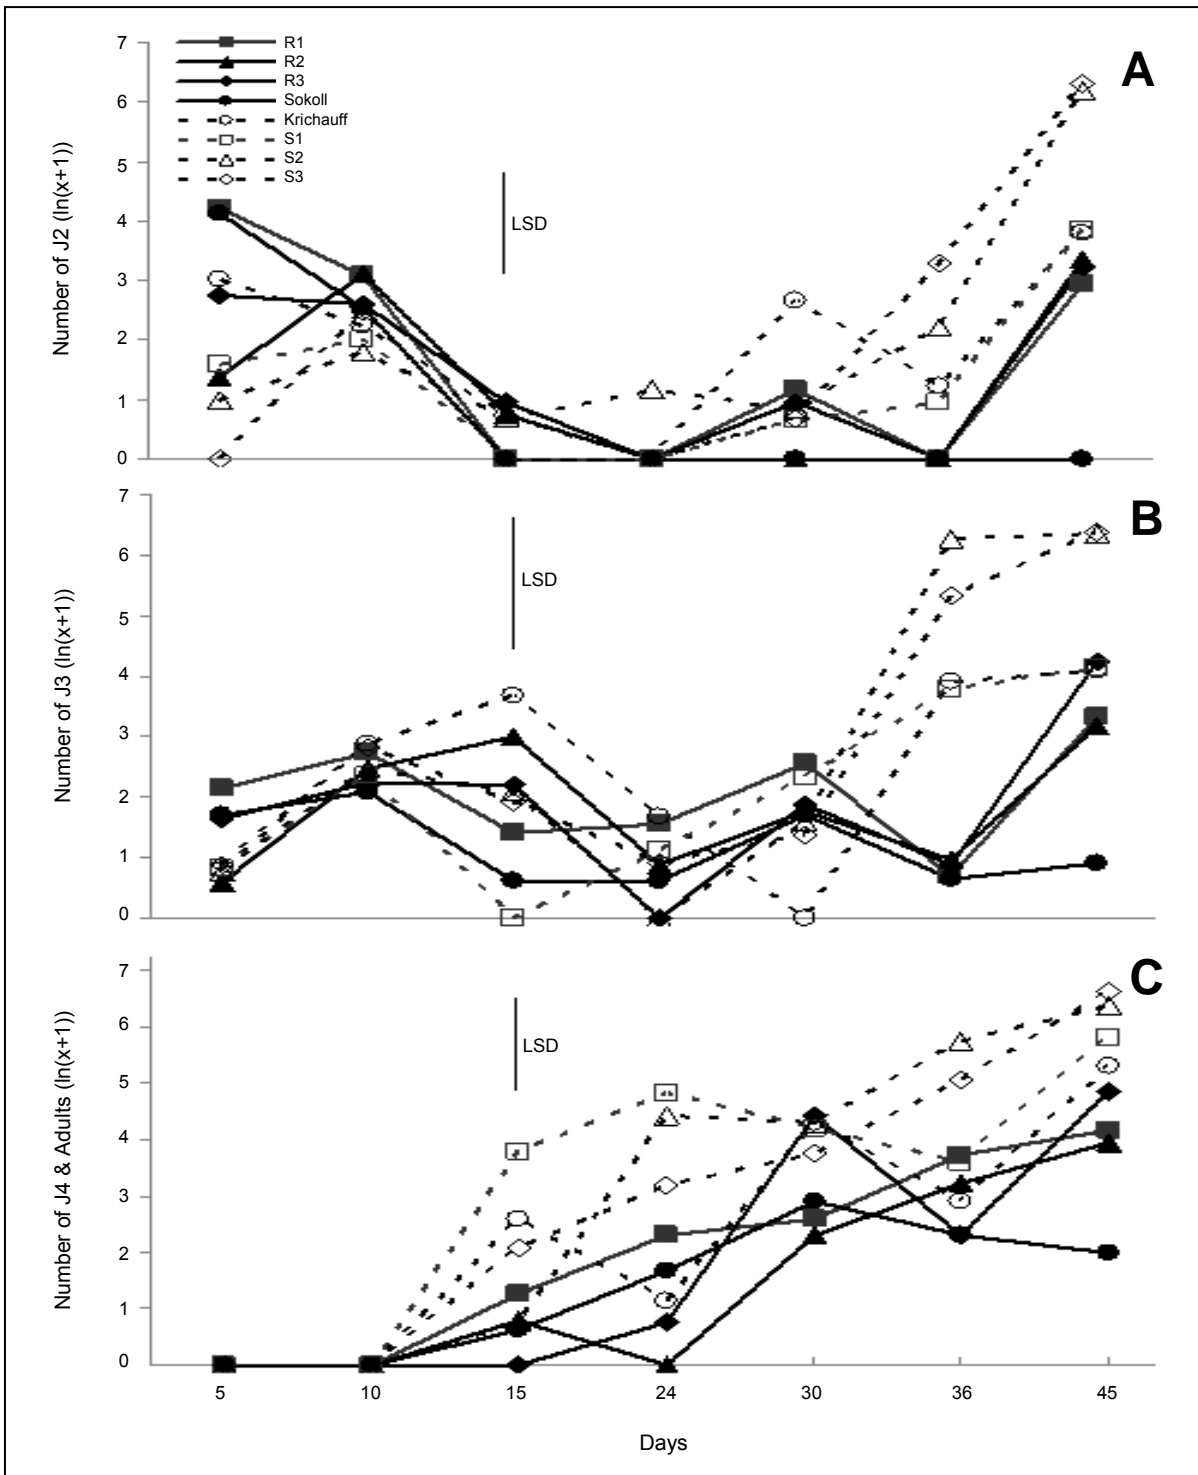 A
R1
R2
R3
Sokoll
Krichauff
S1
S2
S3
7
6
5
4
3
2
1
0
Number of J2 (ln(x+1))
LSD
B
7
6
5
4
3
2
1
0
Number of J3 (ln(x+1))
LSD
C
7
6
5
4
3
2
1
0
Number of J4 & Adults (ln(x+1))
LSD
5 10 15 24 30 36 45
Days